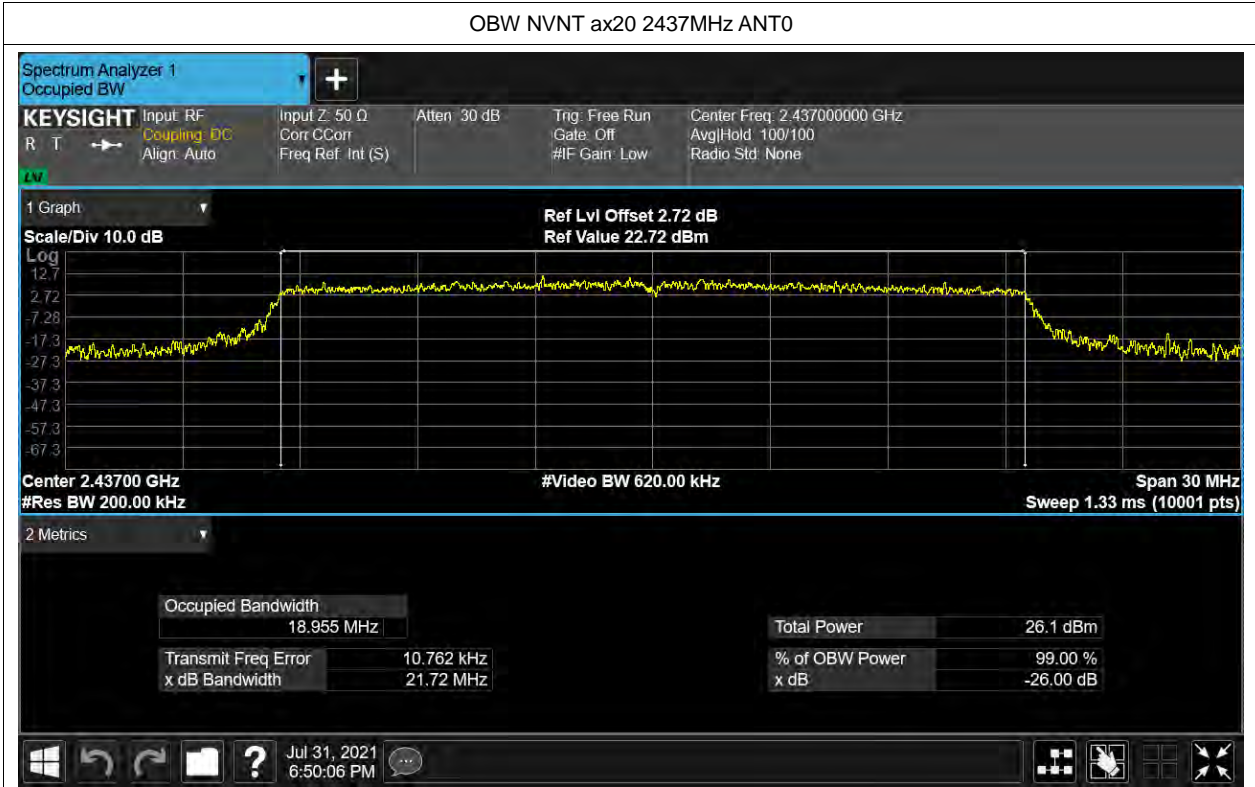 OBW NVNT ax20 2437MHz ANT0
Spectrum Analyzer 1
Occupied BW
KEYSIGHT
R T
LXI
Input: RF
Coupling: DC
Align: Auto
Input Z: 50 Ω
Corr CCorr
Freq Ref: Int (S)
Atten: 30 dB
Trig: Free Run
Gate: Off
#IF Gain: Low
Center Freq: 2.437000000 GHz
Avg|Hold: 100/100
Radio Std: None
1 Graph
Scale/Div 10.0 dB
Ref Lvl Offset 2.72 dB
Ref Value 22.72 dBm
Log
12.7
2.72
-7.28
-17.3
-27.3
-37.3
-47.3
-57.3
-67.3
Center 2.43700 GHz
#Res BW 200.00 kHz
#Video BW 620.00 kHz
Span 30 MHz
Sweep 1.33 ms (10001 pts)
2 Metrics
Occupied Bandwidth
18.955 MHz
Transmit Freq Error 10.762 kHz
x dB Bandwidth 21.72 MHz
Total Power 26.1 dBm
% of OBW Power 99.00 %
x dB -26.00 dB
?
Jul 31, 2021
6:50:06 PM